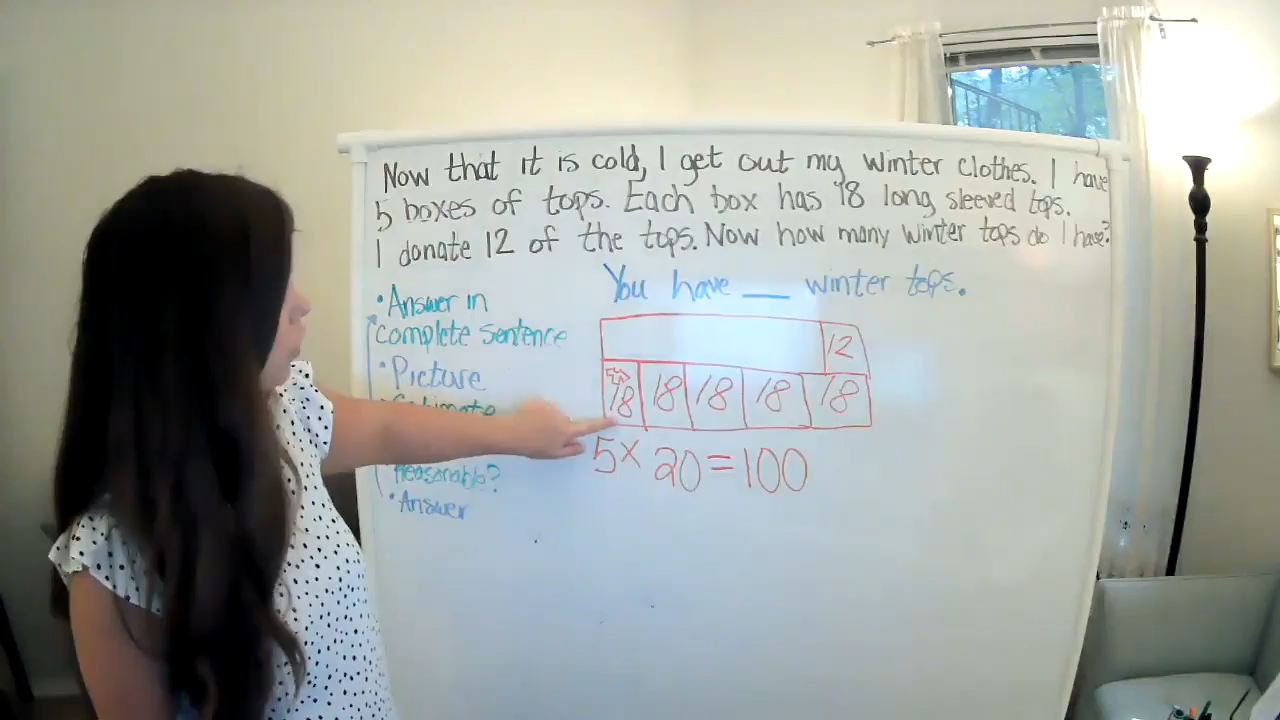 Now that it is cold, I get out my winter clothes. I have
5 boxes of tops. Each box has 18 long sleeved tops.
I donate 12 of the tops. Now how many winter tops do I have?
You have ___ winter tops.
• Answer in
complete sentence
• Picture
• Estimate
Reasonable?
• Answer
12
18 18 18 18 18
5 x 20 = 100